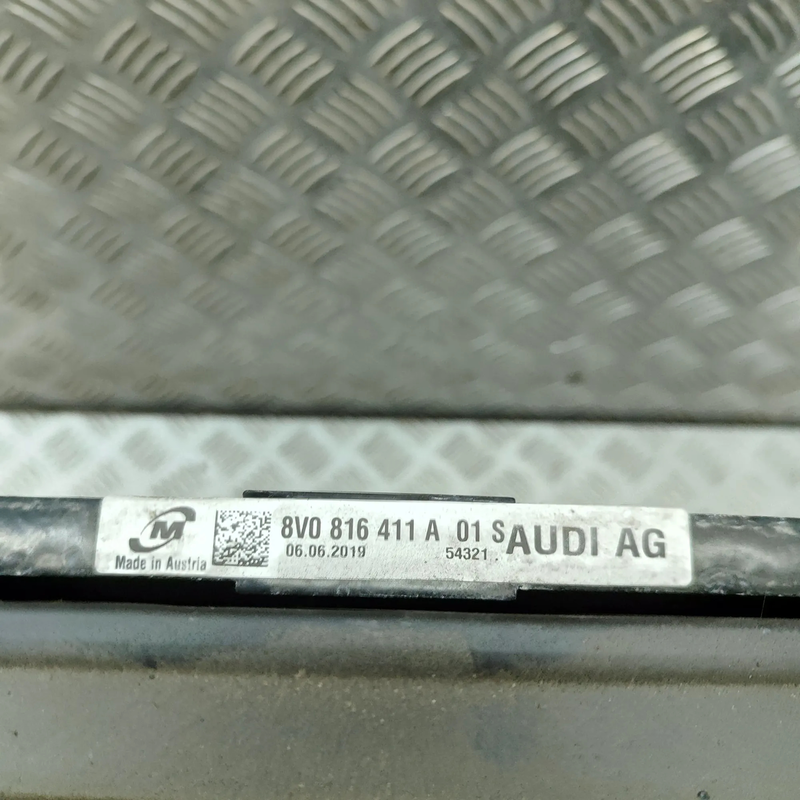 M
Made in Austria
8V0 816 411 A 01 S
06.06.2019 54321
AUDI AG